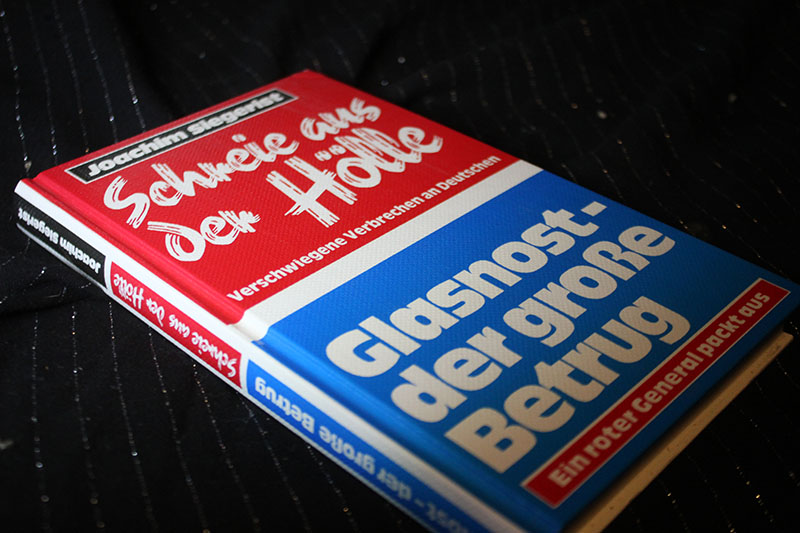 Joachim Siegerist
Schreie aus
der Hölle
Verschwiegene Verbrechen an Deutschen
Glasnost-
der große
Betrug
Ein roter General packt aus
Joachim Siegerist
Schreie aus der Hölle
ost - der große Betrug